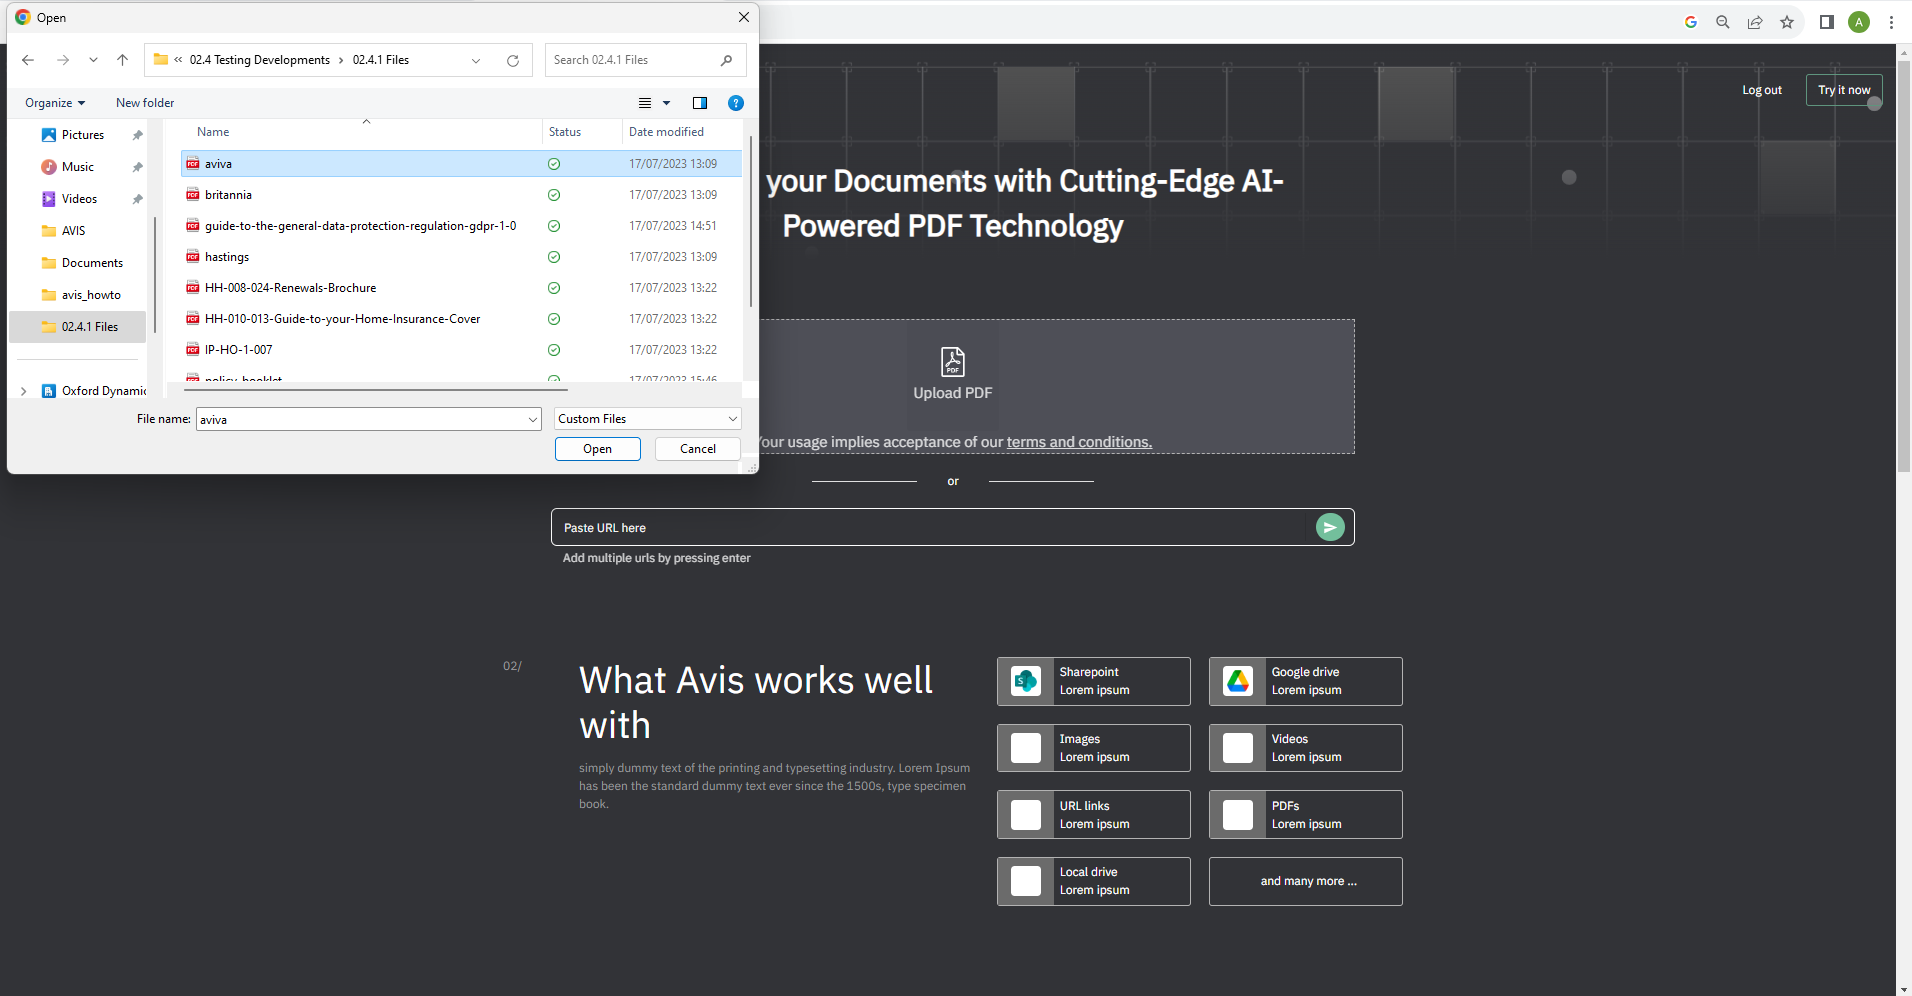 Open
02.4 Testing Developments > 02.4.1 Files
Search 02.4.1 Files
Organize
New folder
Name
Status
Date modified
Pictures
Music
Videos
AVIS
Documents
avis_howto
02.4.1 Files
Oxford Dynamic
aviva 17/07/2023 13:09
britannia 17/07/2023 13:09
guide-to-the-general-data-protection-regulation-gdpr-1-0 17/07/2023 14:51
hastings 17/07/2023 13:09
HH-008-024-Renewals-Brochure 17/07/2023 13:22
HH-010-013-Guide-to-your-Home-Insurance-Cover 17/07/2023 13:22
IP-HO-1-007 17/07/2023 13:22
policy_booklet 17/07/2023 15:46
File name: aviva
Custom Files
Open
Cancel
A
Log out
Try it now
your Documents with Cutting-Edge AI-
Powered PDF Technology
PDF
Upload PDF
Your usage implies acceptance of our terms and conditions.
or
Paste URL here
Add multiple urls by pressing enter
02/
What Avis works well
with
simply dummy text of the printing and typesetting industry. Lorem Ipsum
has been the standard dummy text ever since the 1500s, type specimen
book.
Sharepoint
Lorem ipsum
Google drive
Lorem ipsum
Images
Lorem ipsum
Videos
Lorem ipsum
URL links
Lorem ipsum
PDFs
Lorem ipsum
Local drive
Lorem ipsum
and many more ...